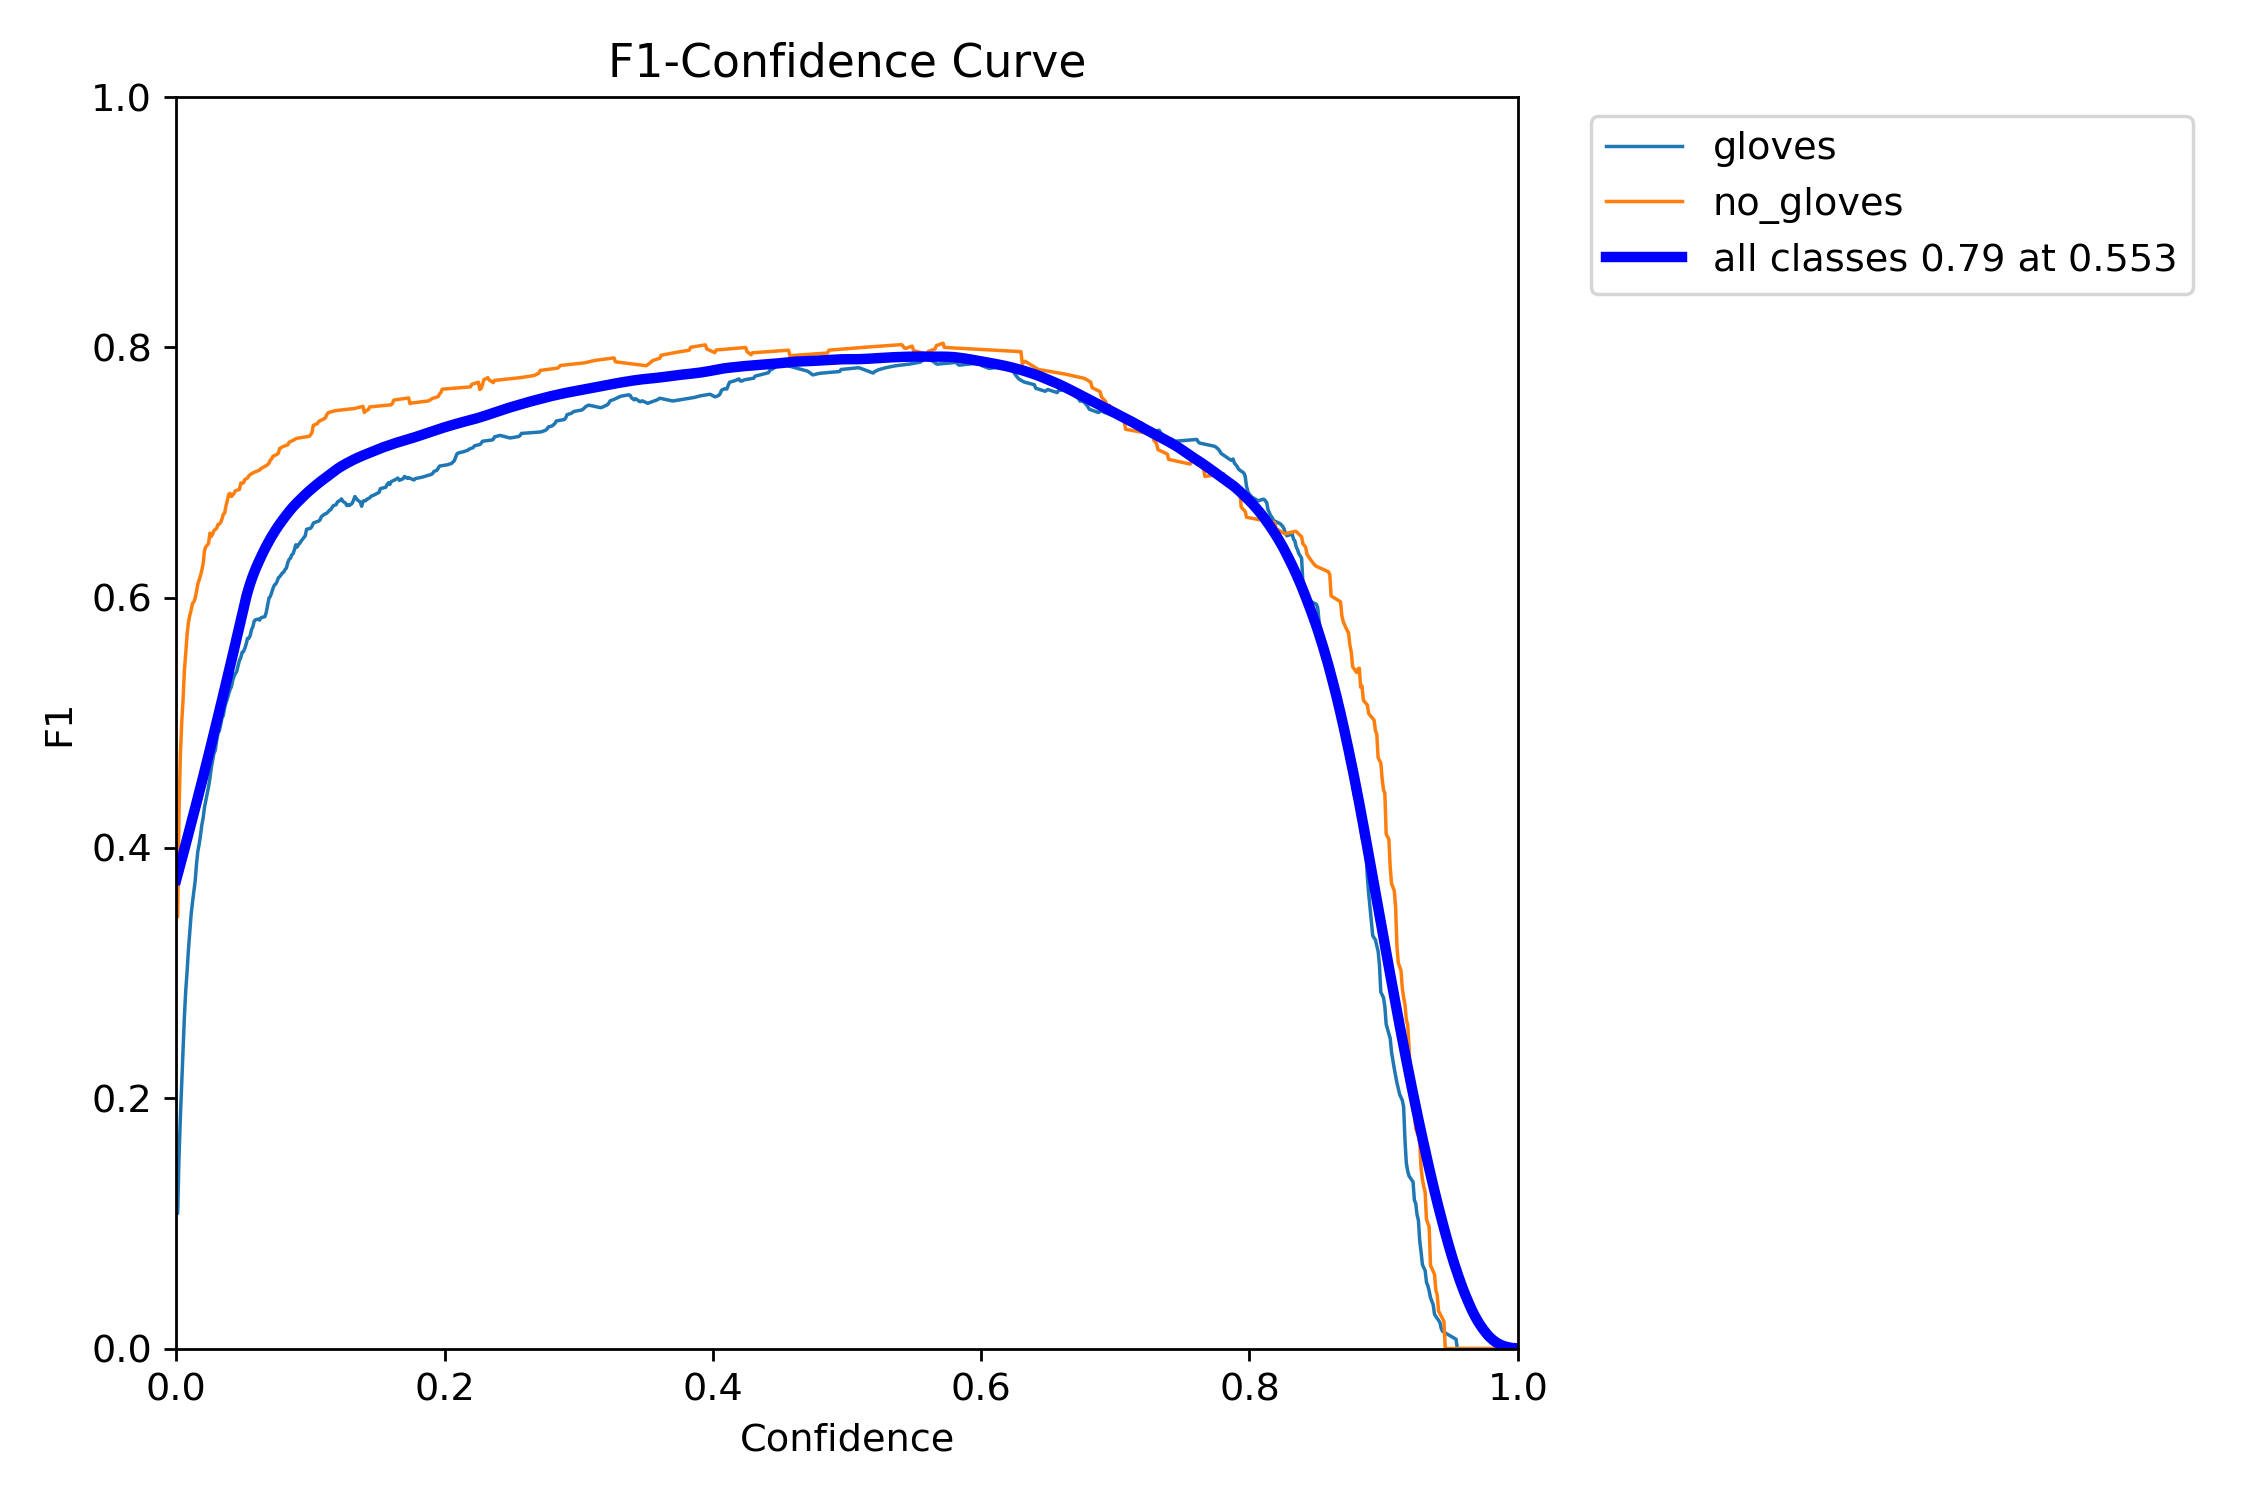 F1-Confidence Curve
1.0
0.8
0.6
0.4
0.2
0.0
F1
0.0 0.2 0.4 0.6 0.8 1.0
Confidence
gloves
no_gloves
all classes 0.79 at 0.553